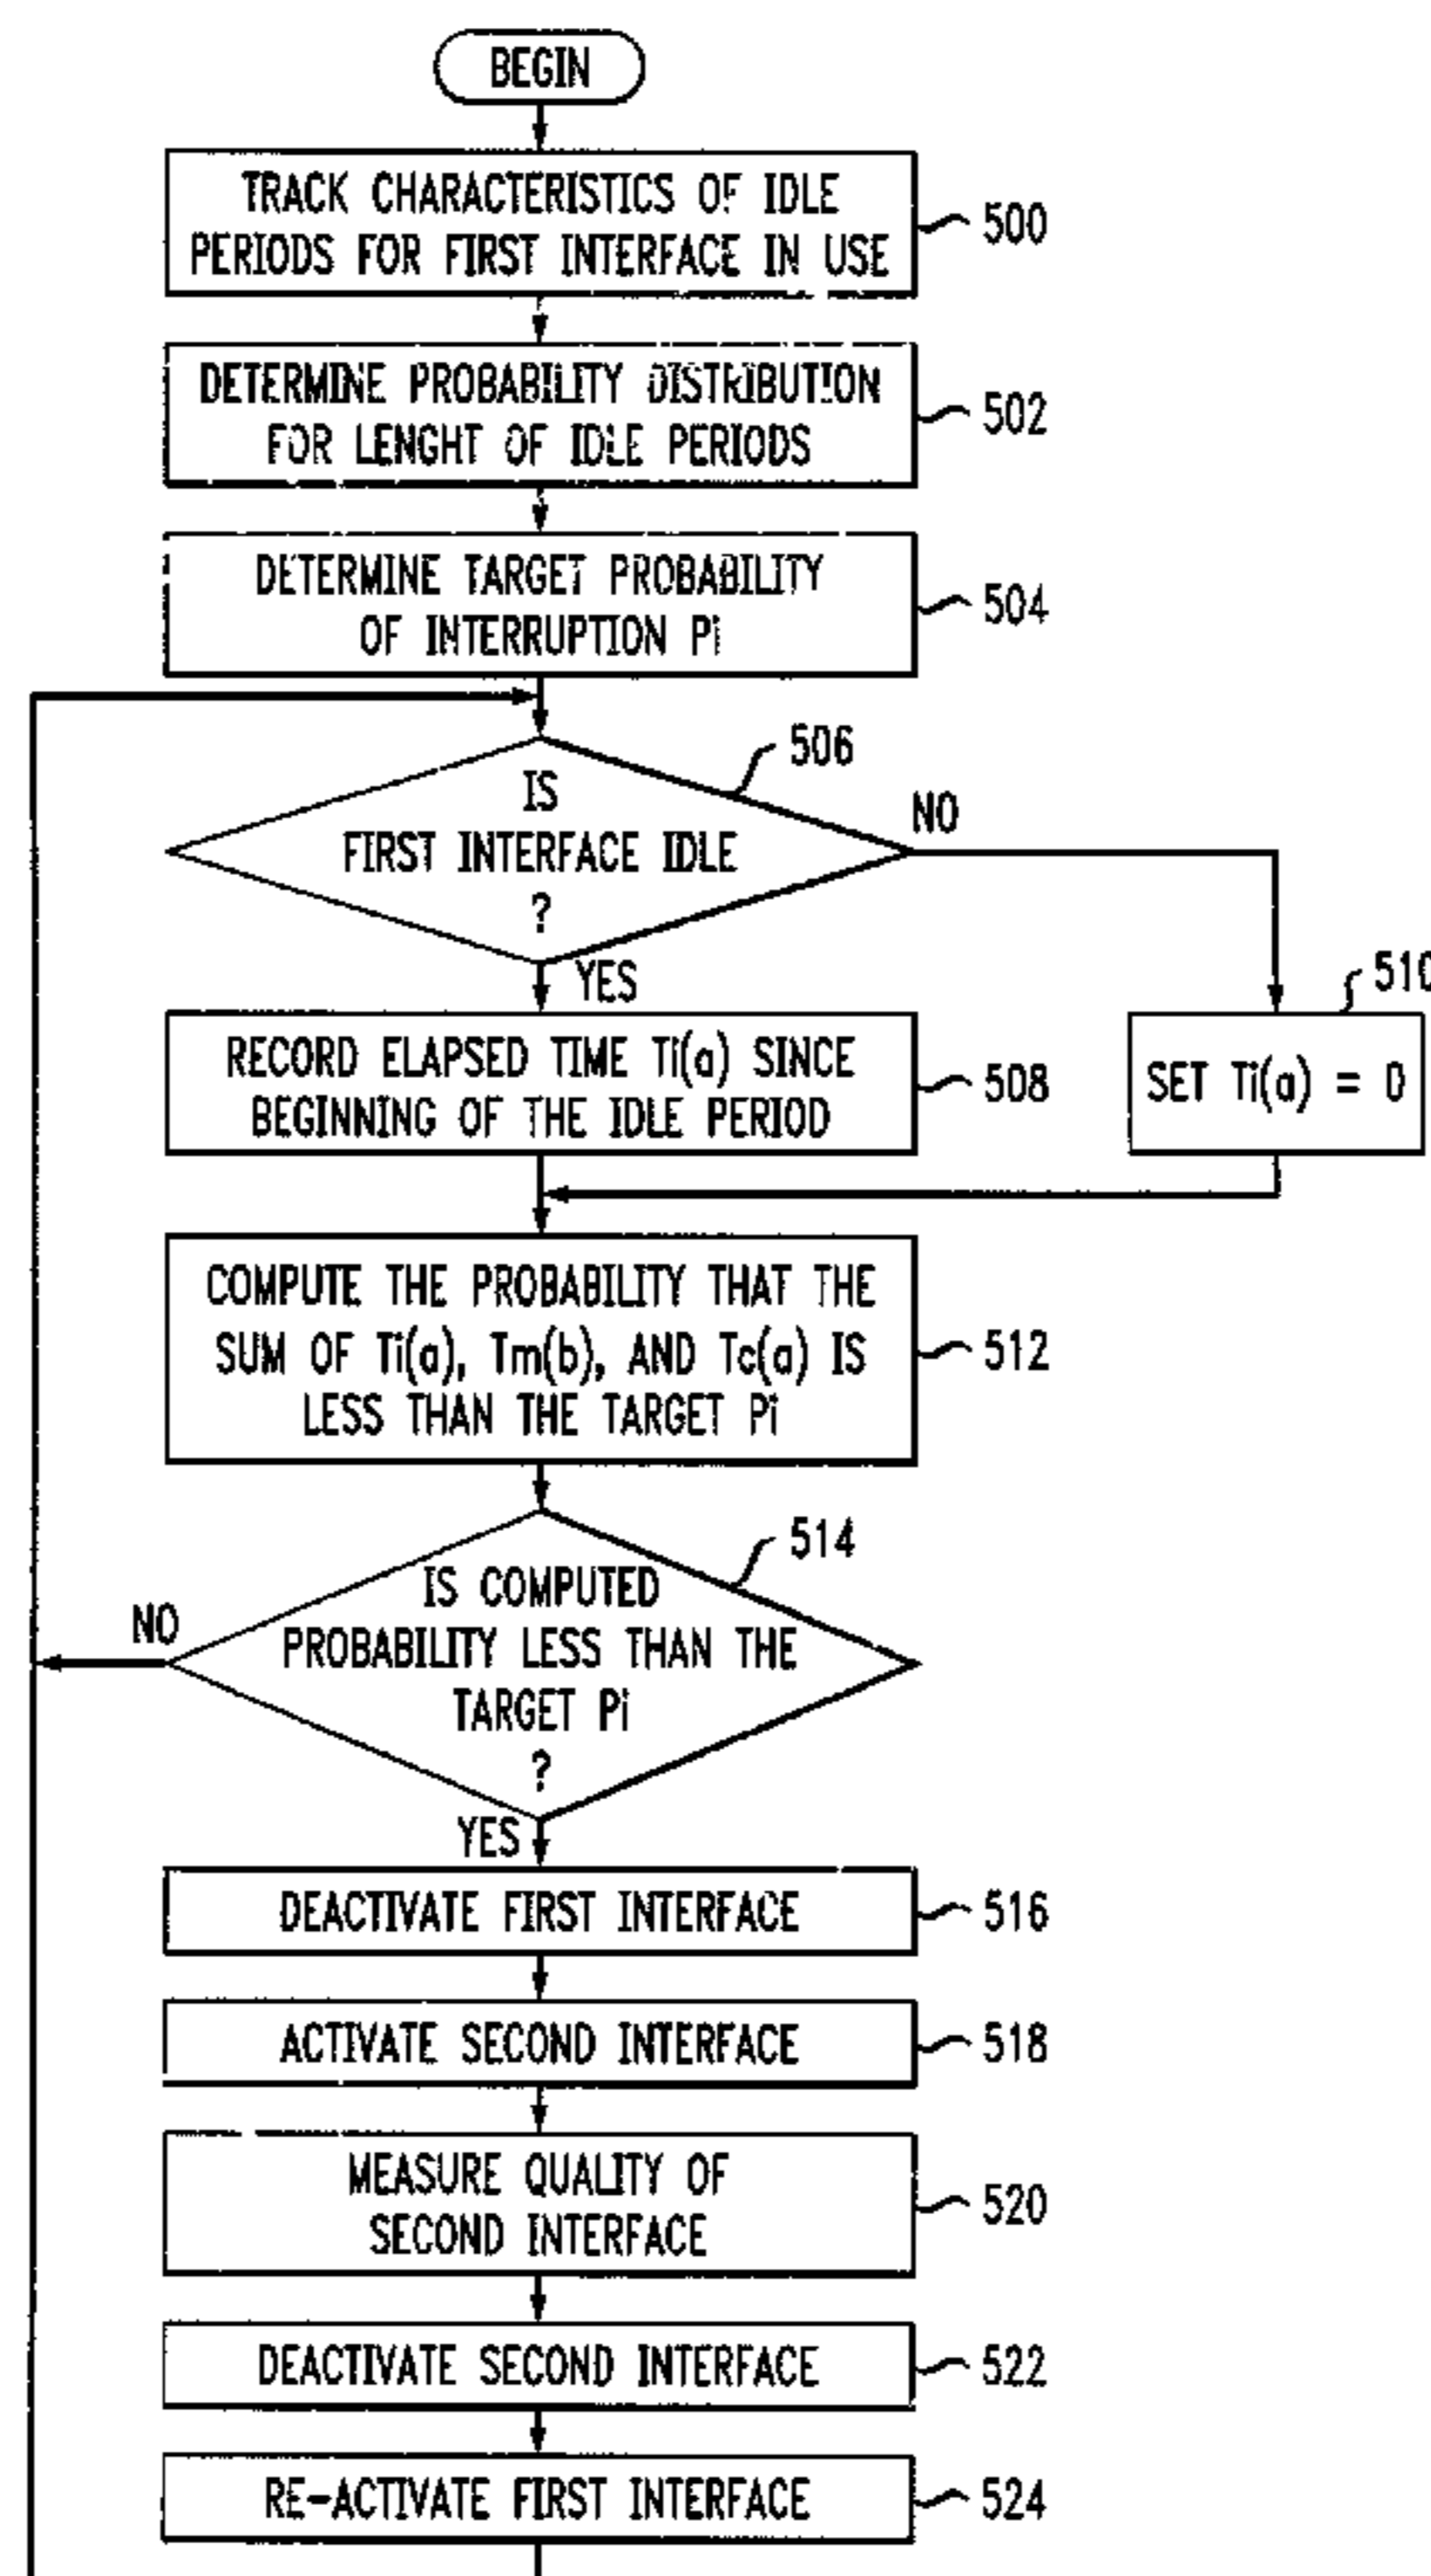 BEGIN
TRACK CHARACTERISTICS OF IDLE
PERIODS FOR FIRST INTERFACE IN USE
500
DETERMINE PROBABILITY DISTRIBUTION
FOR LENGHT OF IDLE PERIODS
502
DETERMINE TARGET PROBABILITY
OF INTERRUPTION Pi
504
506
IS
FIRST INTERFACE IDLE
?
NO
YES
510
RECORD ELAPSED TIME Ti(a) SINCE
BEGINNING OF THE IDLE PERIOD
508
SET Ti(a) = 0
COMPUTE THE PROBABILITY THAT THE
SUM OF Ti(a), Tm(b), AND Tc(a) IS
LESS THAN THE TARGET Pi
512
514
IS COMPUTED
PROBABILITY LESS THAN THE
TARGET Pi
?
NO
YES
DEACTIVATE FIRST INTERFACE
516
ACTIVATE SECOND INTERFACE
518
MEASURE QUALITY OF
SECOND INTERFACE
520
DEACTIVATE SECOND INTERFACE
522
RE-ACTIVATE FIRST INTERFACE
524